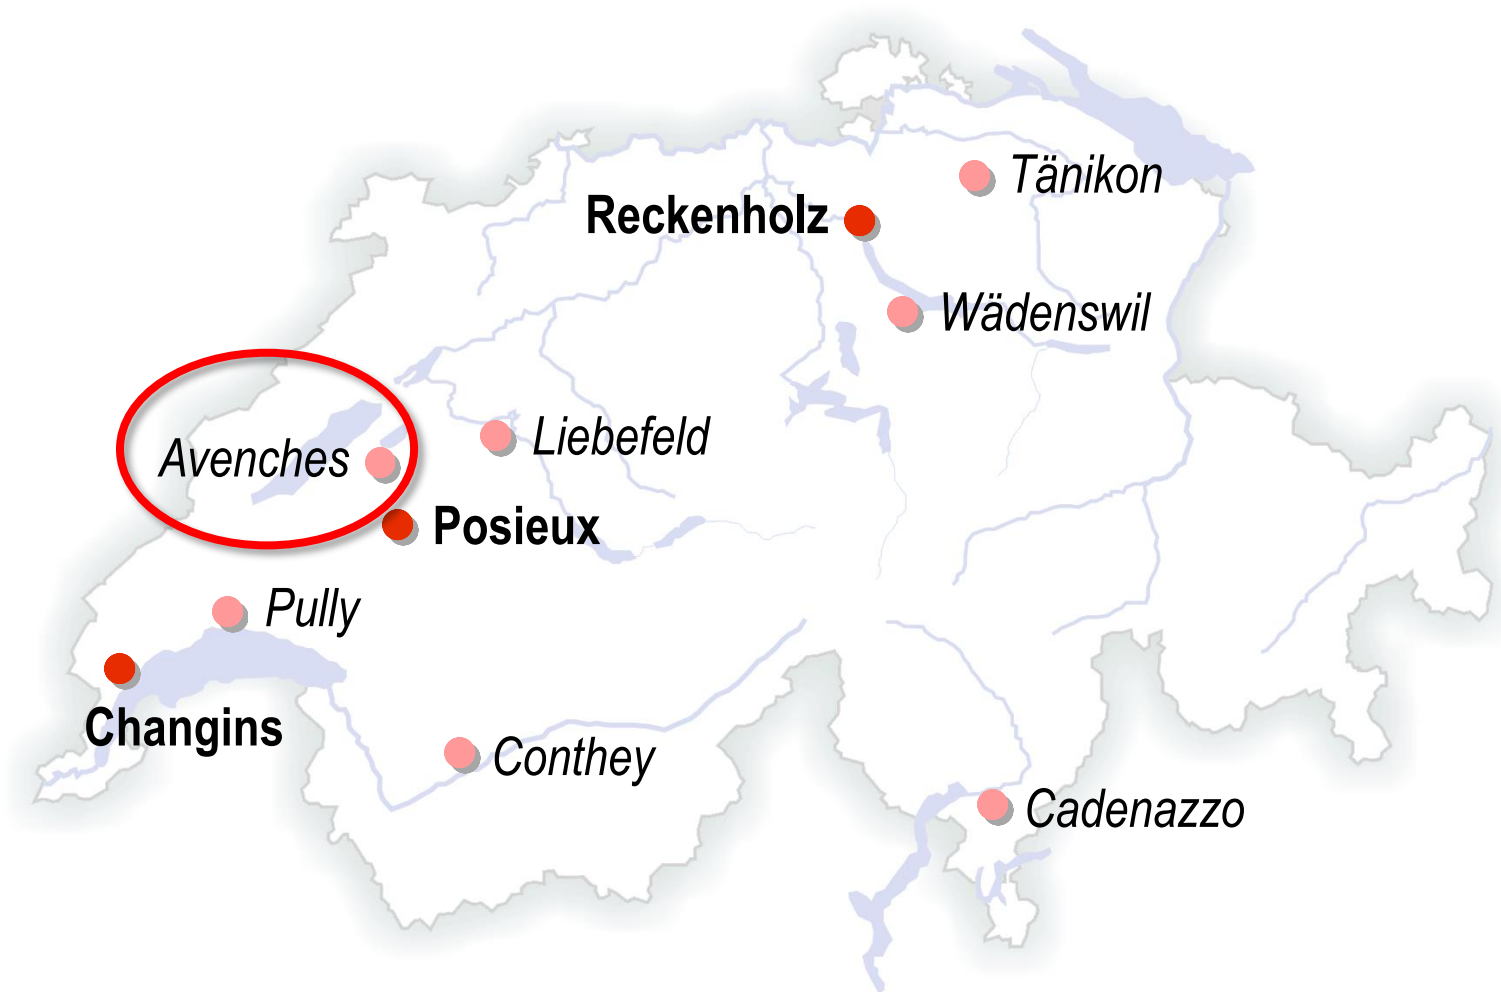 Tänikon
Reckenholz
Wädenswil
Avenches
Liebefeld
Posieux
Pully
Changins
Conthey
Cadenazzo